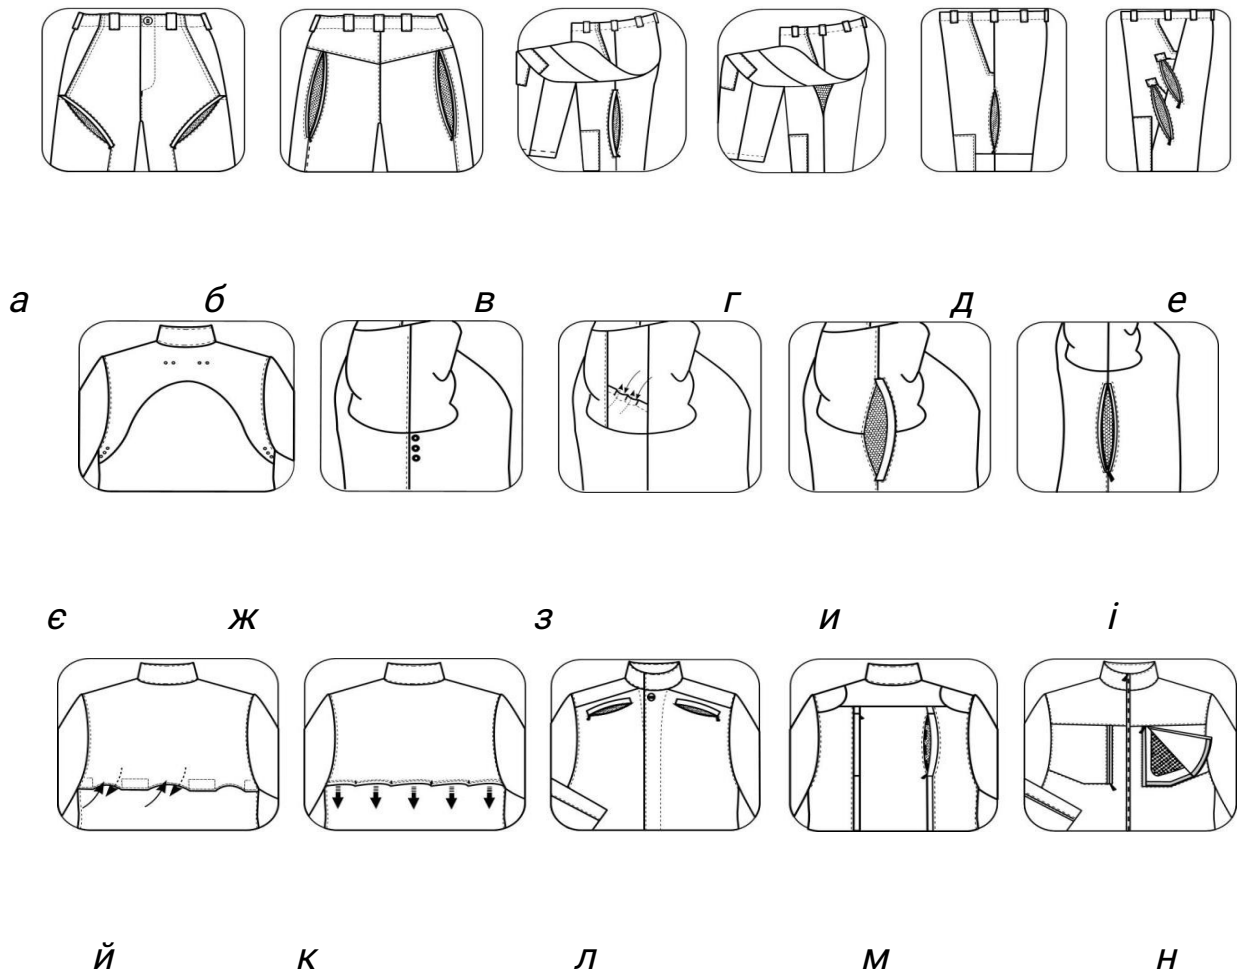 а б в г д е
є ж з и і
й к л м н